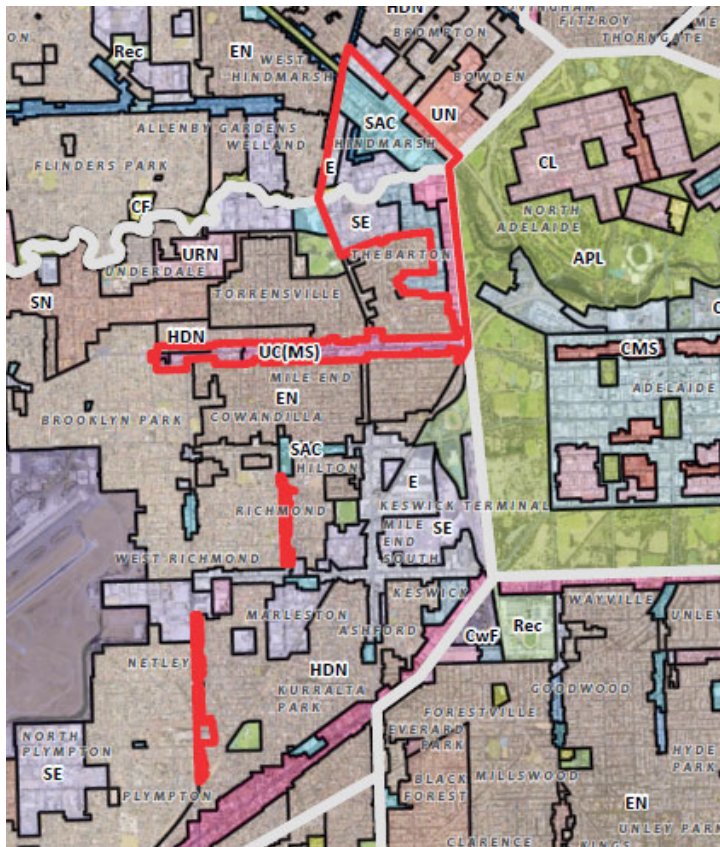 HDN
OVINGHAM
FITZROY
THORNGATE
ON
Rec
EN
WEST
HINDMARSH
BROMPTON
BOWDEN
UN
SAC
HINDMARSH
ALLENBY GARDENS
WELLAND
FLINDERS PARK
E
CL
CF
SE
NORTH
ADELAIDE
URN
THEBARTON
UNDERDALE
APL
SN
TORRENSVILLE
HDN
UC(MS)
CMS
MILE END
EN
ADELAIDE
BROOKLYN PARK
COWANDILLA
SAC
HILTON
E
RICHMOND
KESWICK TERMINAL
SE
MILE
END
SOUTH
WEST RICHMOND
KESWICK
WAYVILLE
UNLEY
MARLESTON
ASHFORD
CwF
Rec
NETLEY
HDN
KURRALTA
PARK
GOODWOOD
FORESTVILLE
NORTH
PLYMPTON
EVERARD
PARK
HYDE
PARK
SE
BLACK
FOREST
MILLSWOOD
PLYMPTON
EN
UNLEY PARK
CLARENCE
KINGS